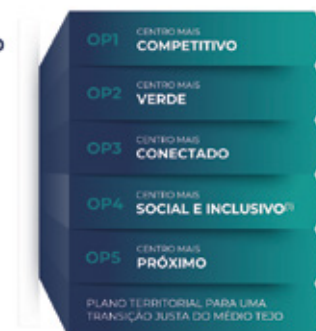 OP1 CENTRO MAIS
COMPETITIVO
OP2 CENTRO MAIS
VERDE
OP3 CENTRO MAIS
CONECTADO
OP4 CENTRO MAIS
SOCIAL E INCLUSIVO
OP5 CENTRO MAIS
PRÓXIMO
PLANO TERRITORIAL PARA UMA
TRANSIÇÃO JUSTA DO MÉDIO TEJO